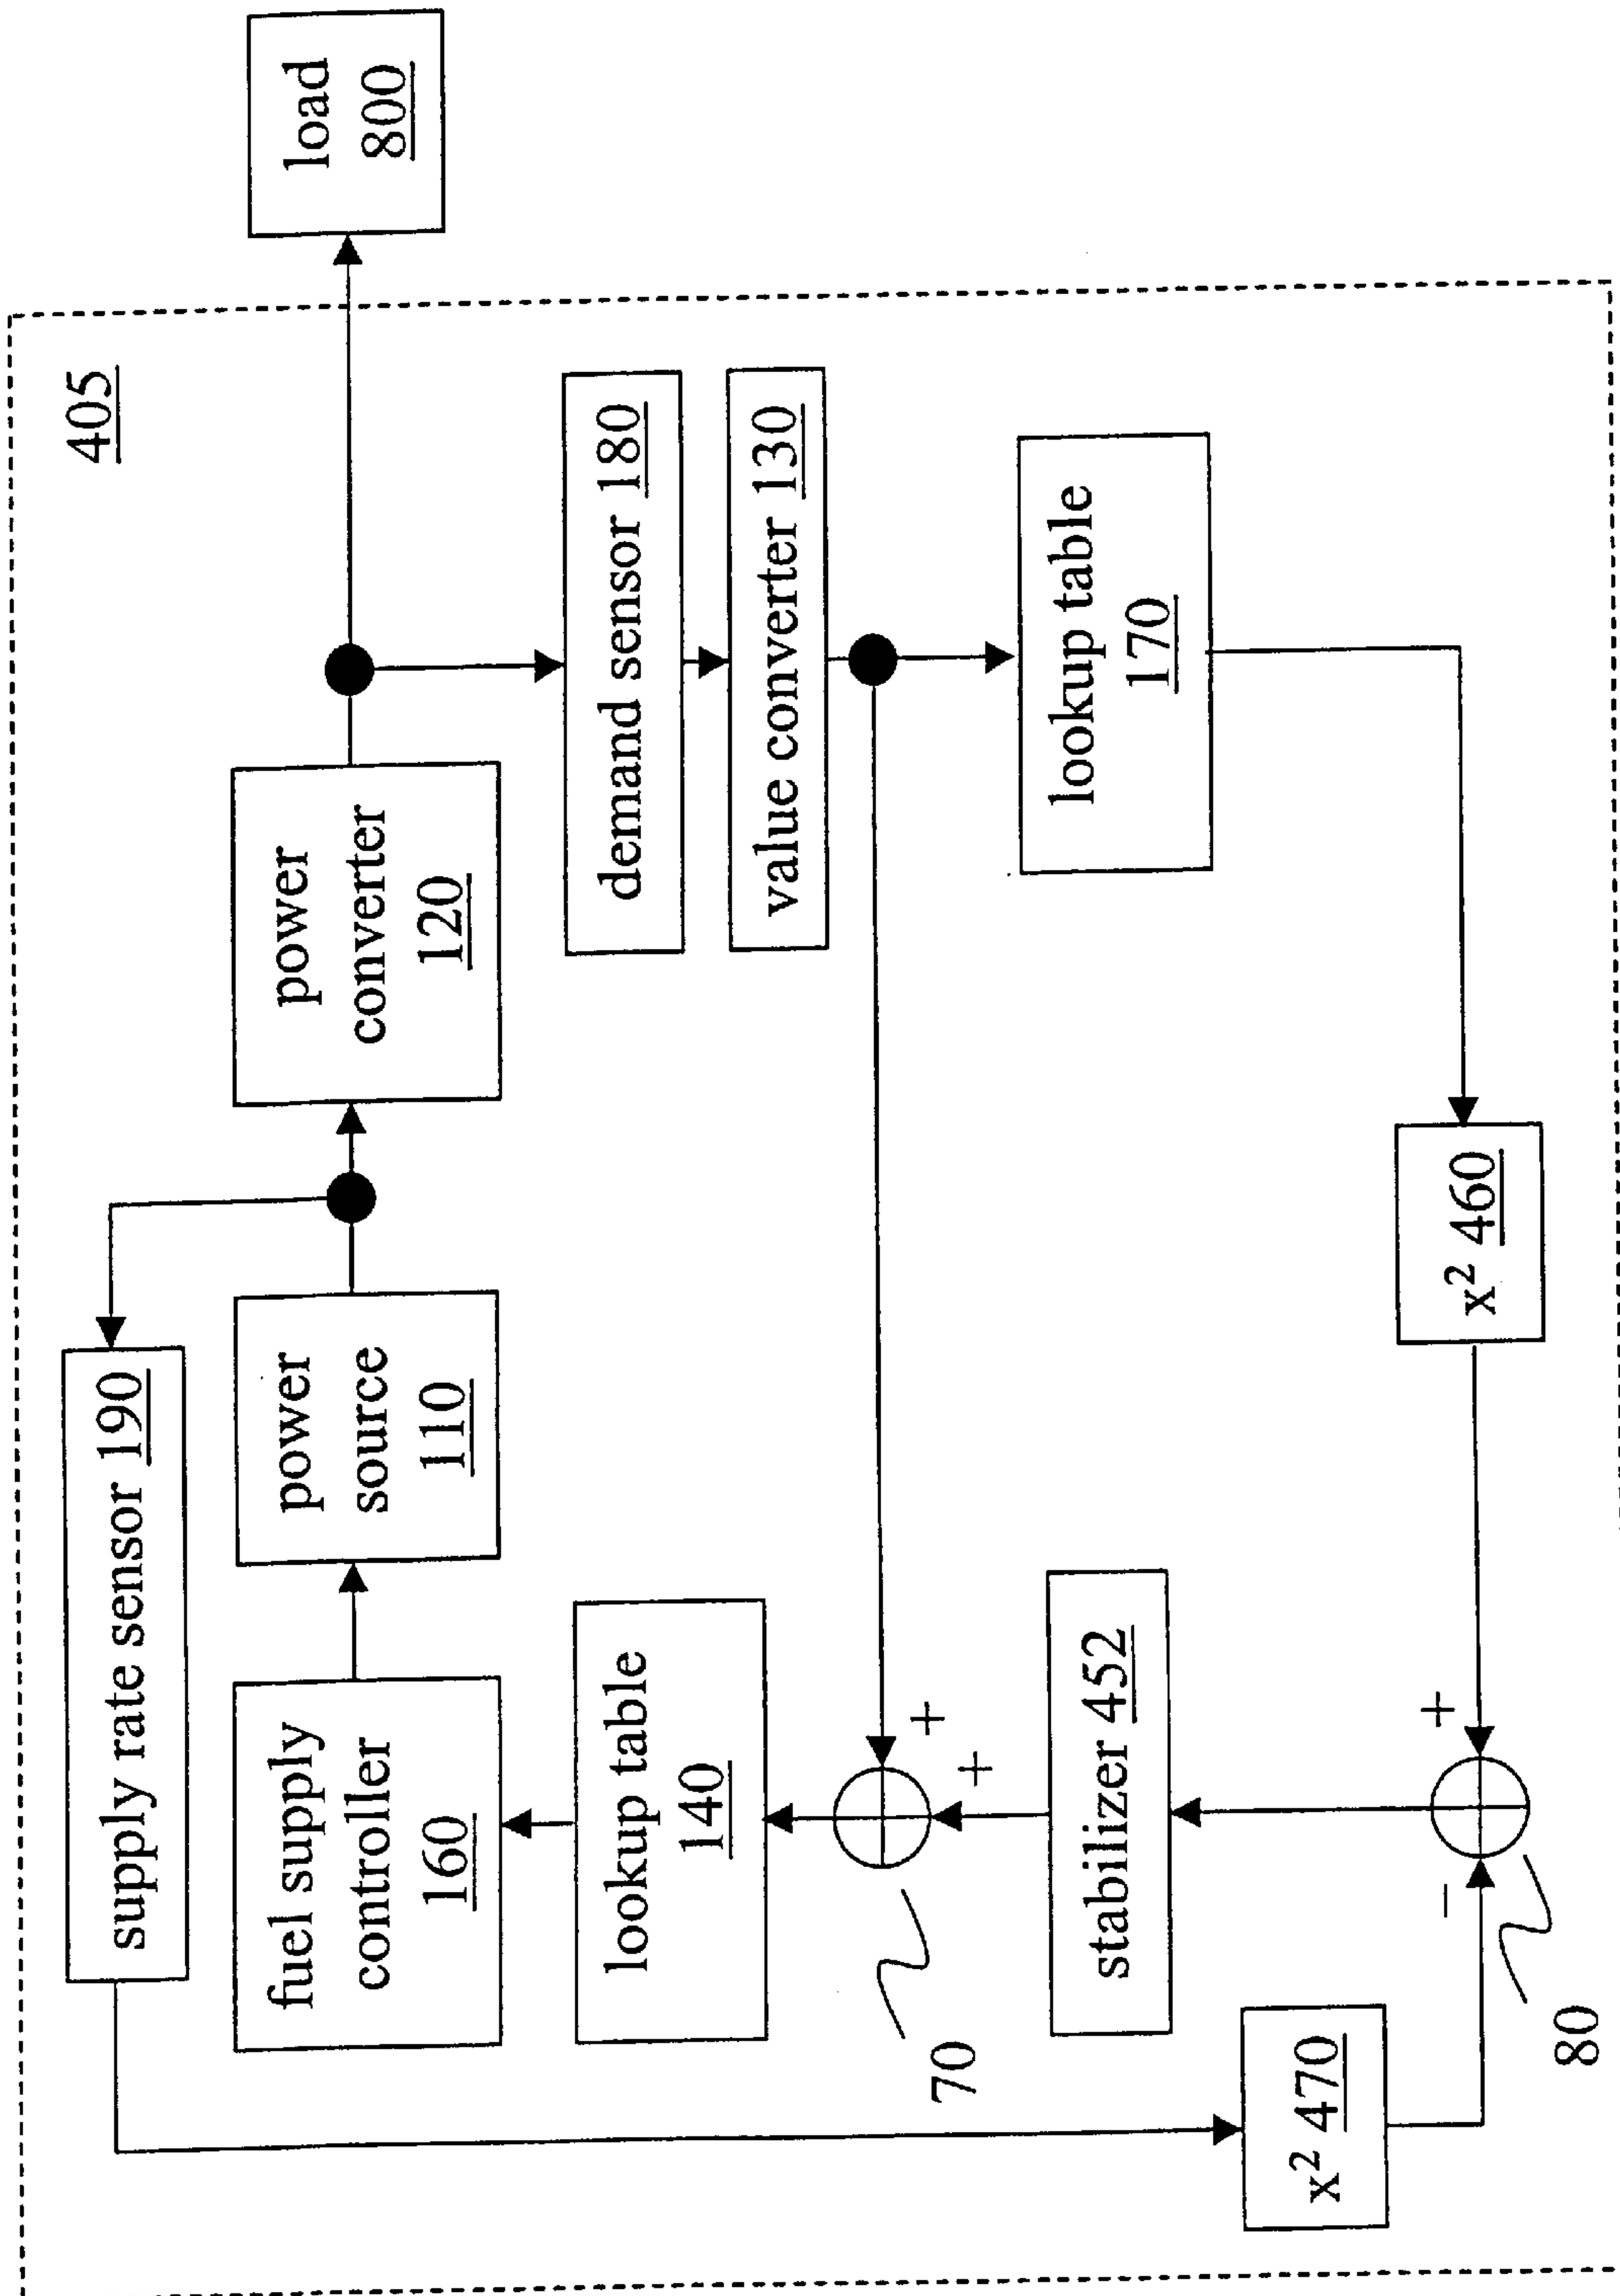 405
supply rate sensor 190
fuel supply
controller
160
power
source
110
power
converter
120
load
800
demand sensor 180
value converter 130
lookup table
140
lookup table
170
70
+
+
stabilizer 452
x² 470
x² 460
−
+
80